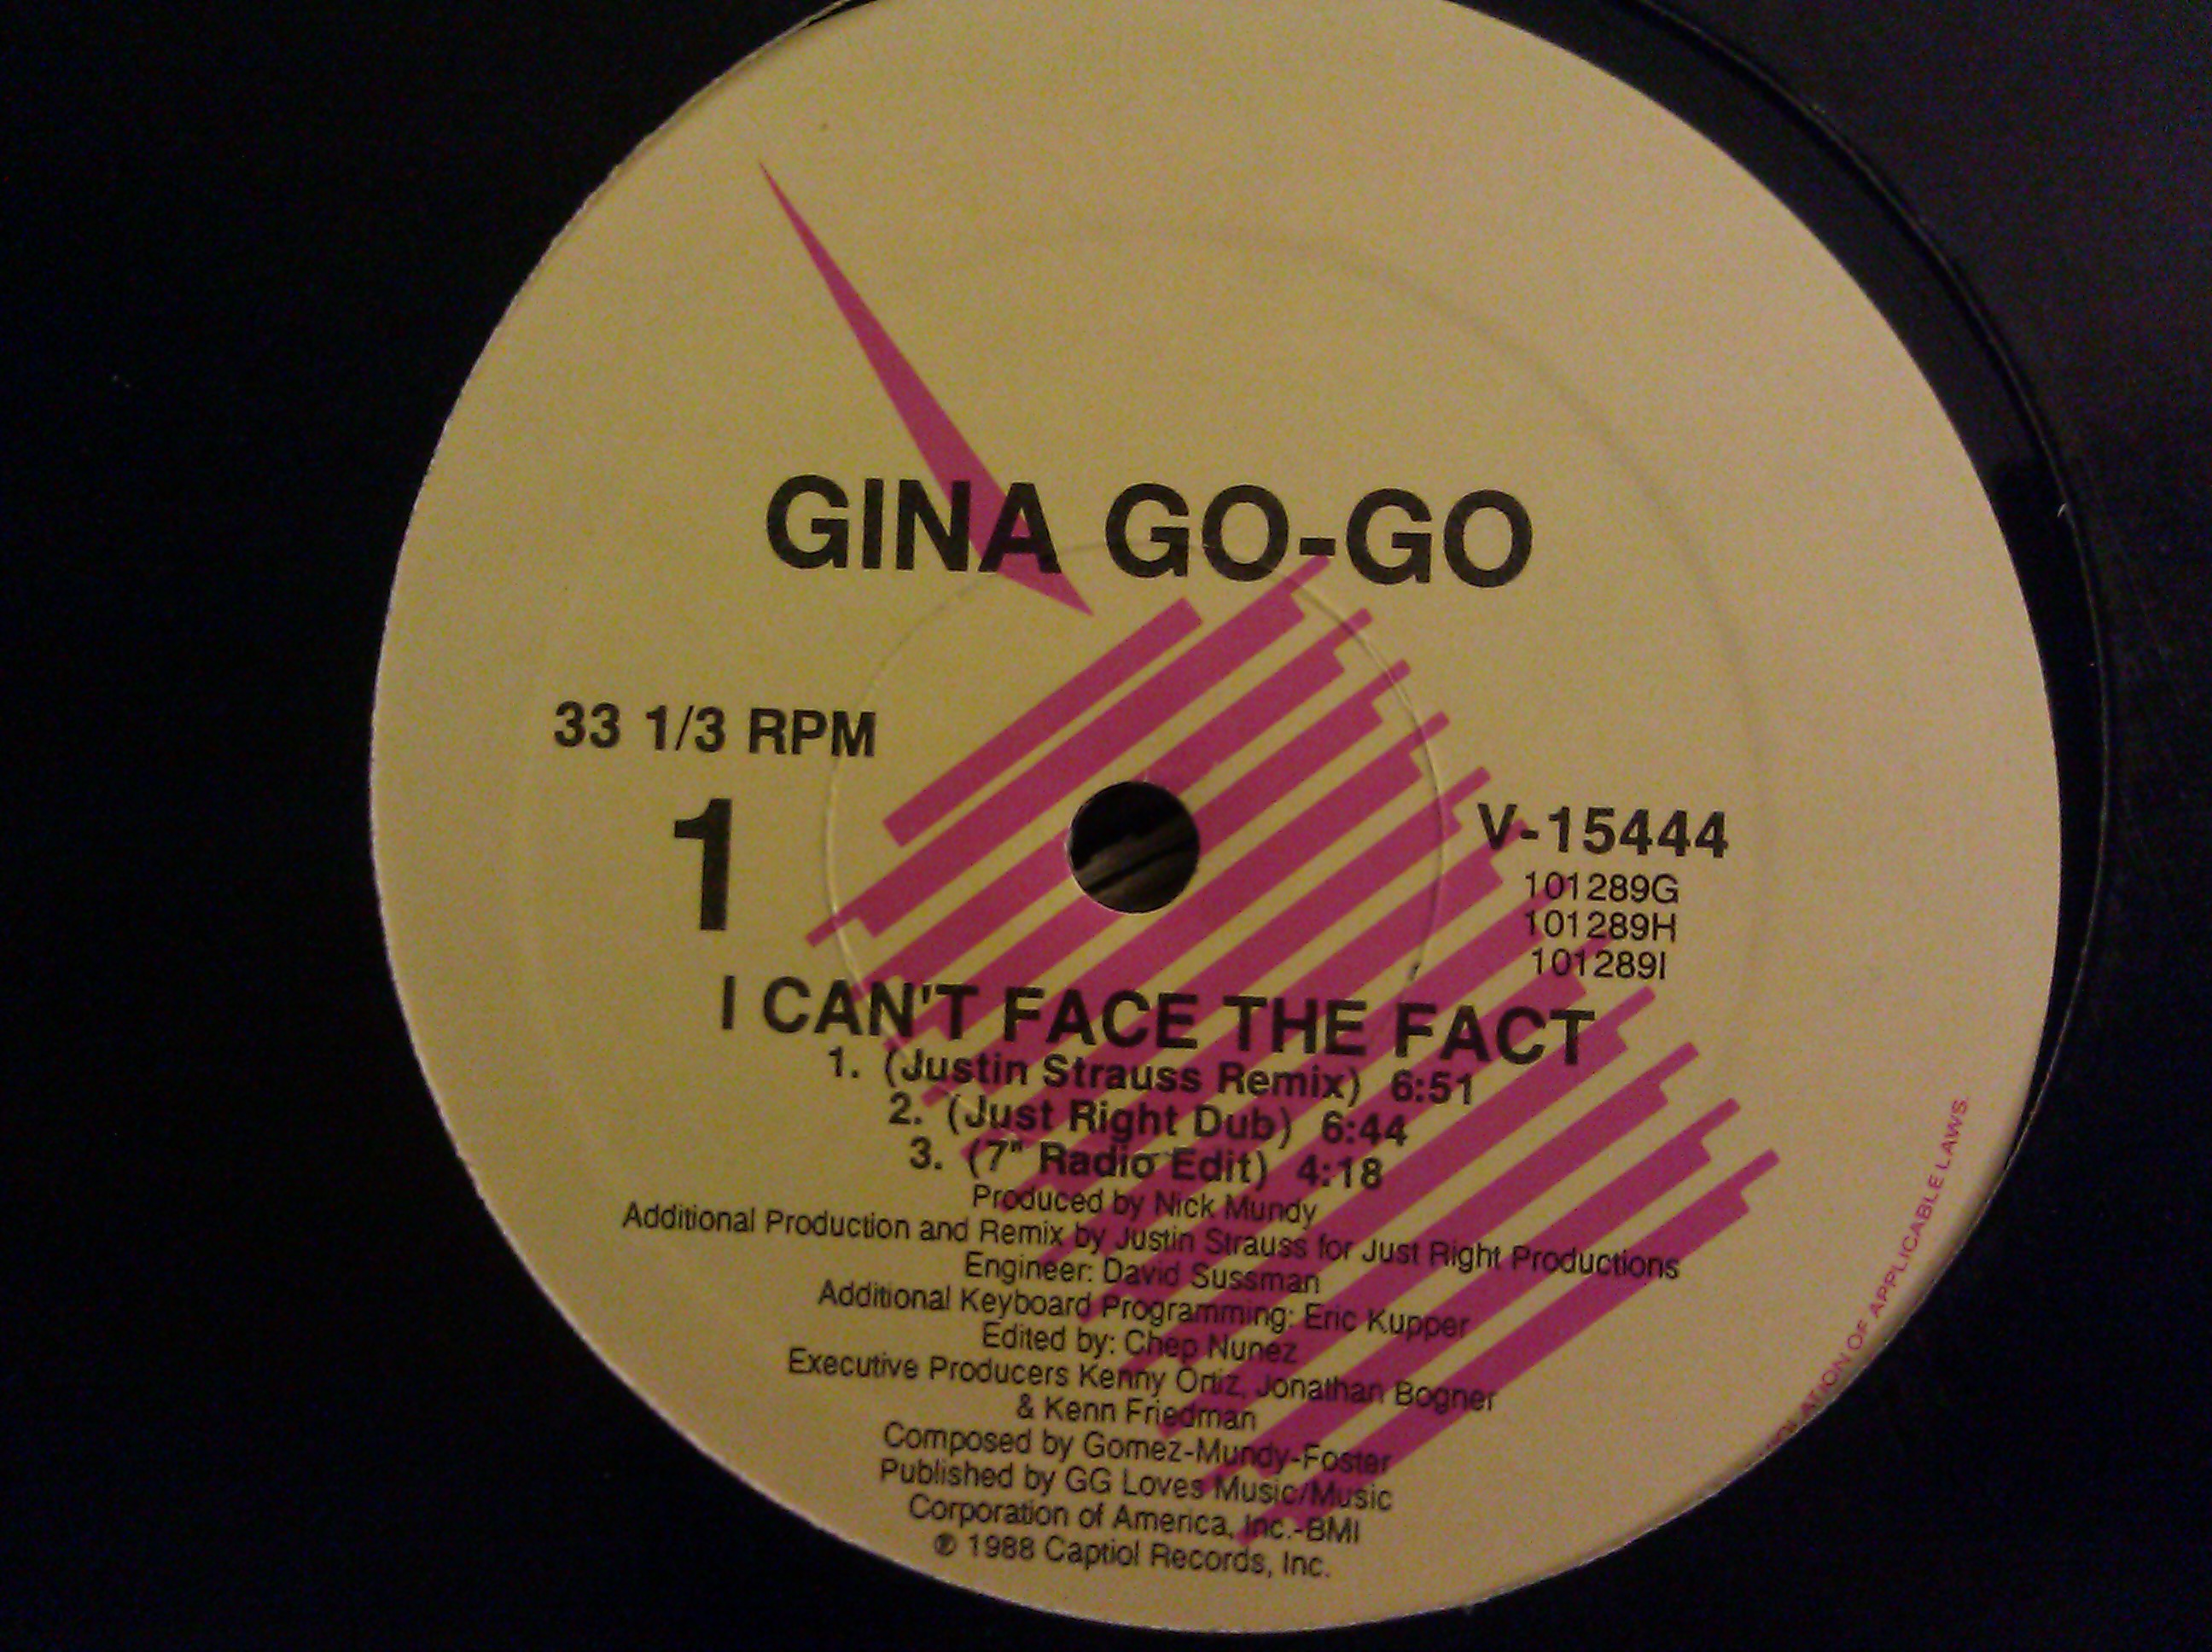 GINA GO-GO
33 1/3 RPM
1
V-15444
101289G
101289H
101289I
I CAN'T FACE THE FACT
1. (Justin Strauss Remix) 6:51
2. (Just Right Dub) 6:44
3. (7" Radio Edit) 4:18
Produced by Nick Mundy
Additional Production and Remix by Justin Strauss for Just Right Productions
Engineer: David Sussman
Additional Keyboard Programming: Eric Kupper
Edited by: Chep Nunez
Executive Producers Kenny Ortiz, Jonathan Bogner
& Kenn Friedman
Composed by Gomez-Mundy-Foster
Published by GG Loves Music/Music
Corporation of America, Inc.-BMI
℗ 1988 Captiol Records, Inc.
VIOLATION OF APPLICABLE LAWS.